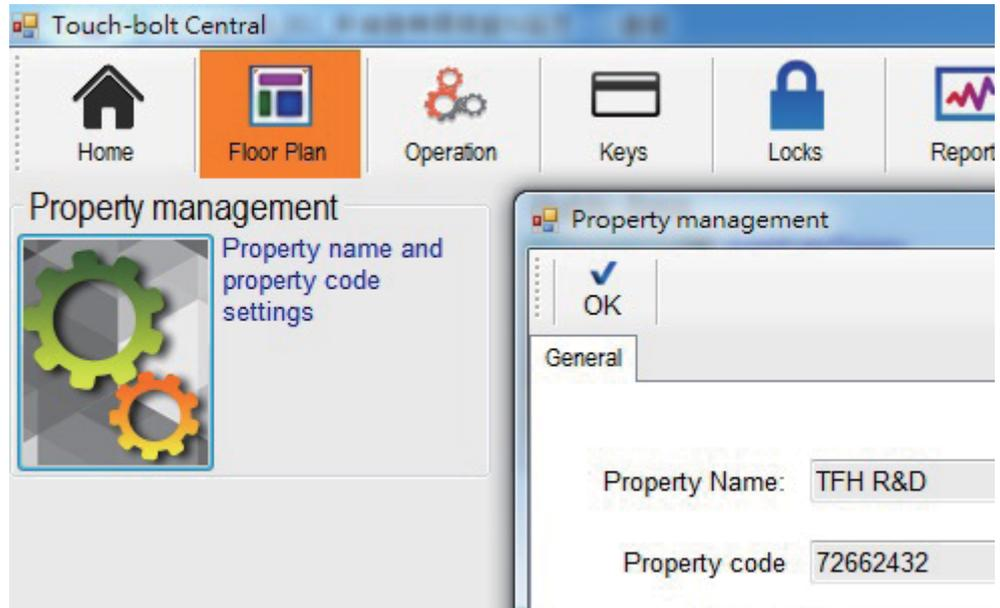 Touch-bolt Central
Home
Floor Plan
Operation
Keys
Locks
Report
Property management
Property name and
property code
settings
Property management
OK
General
Property Name: TFH R&D
Property code 72662432